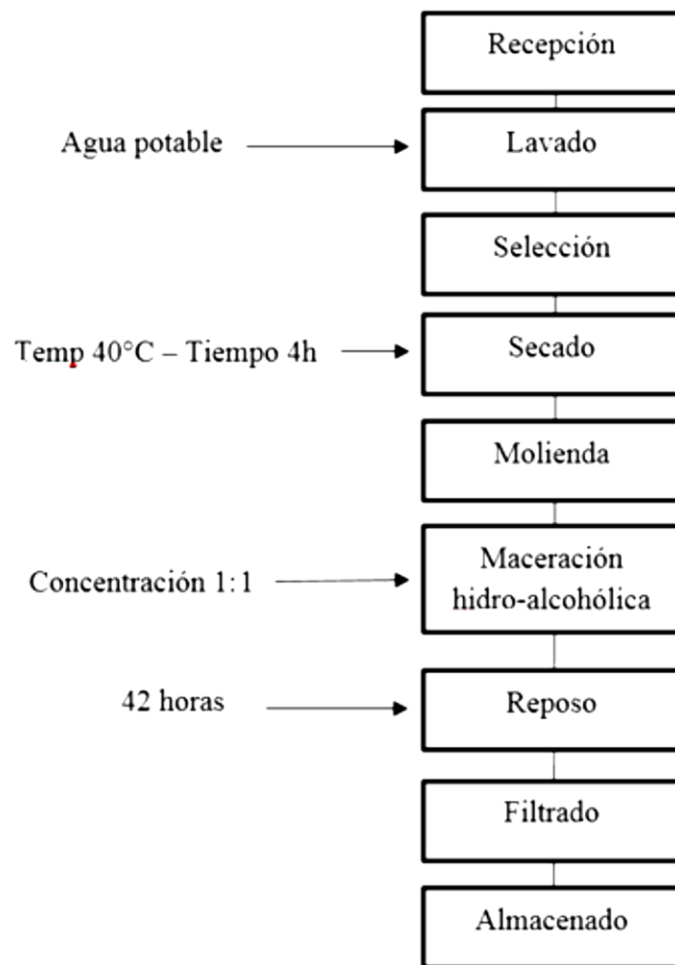 Recepción
Agua potable
Lavado
Selección
Temp 40°C – Tiempo 4h
Secado
Molienda
Concentración 1:1
Maceración
hidro-alcohólica
42 horas
Reposo
Filtrado
Almacenado